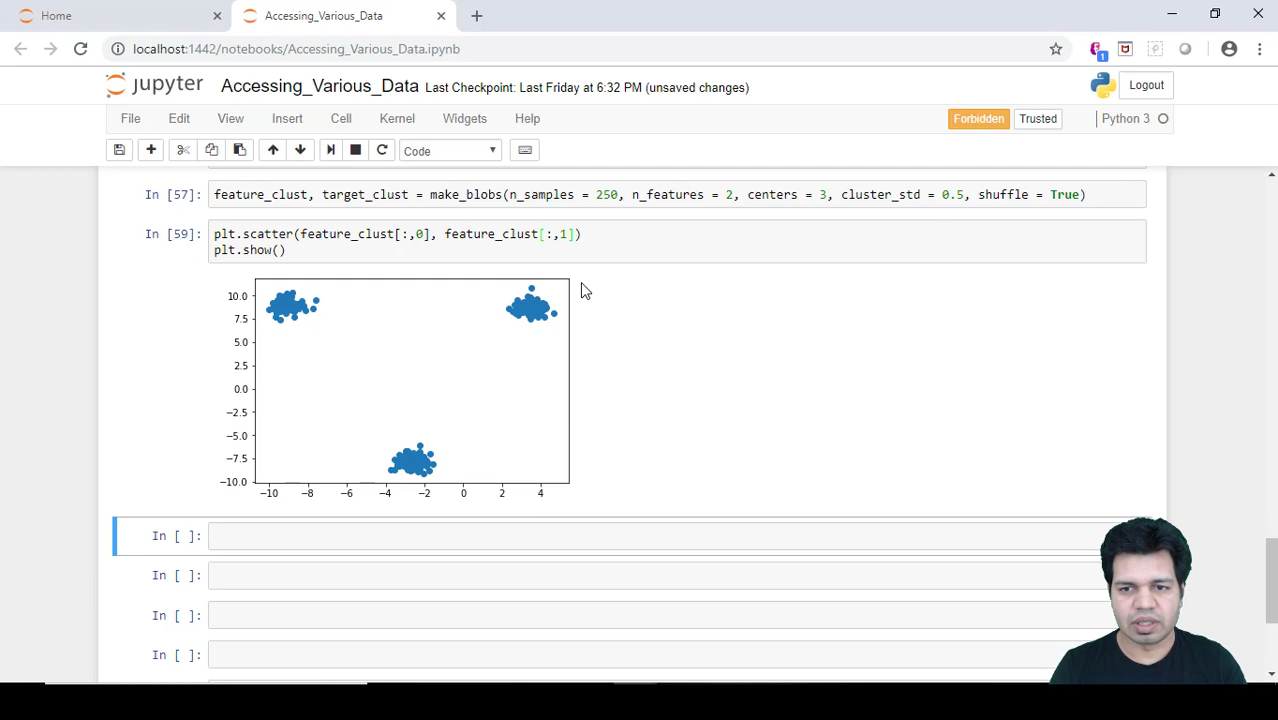 Home
Accessing_Various_Data
localhost:1442/notebooks/Accessing_Various_Data.ipynb
1
jupyter Accessing_Various_Data Last Checkpoint: Last Friday at 6:32 PM (unsaved changes)
Logout
File Edit View Insert Cell Kernel Widgets Help
Forbidden Trusted Python 3
Code
In [57]: feature_clust, target_clust = make_blobs(n_samples = 250, n_features = 2, centers = 3, cluster_std = 0.5, shuffle = True)
In [59]: plt.scatter(feature_clust[:,0], feature_clust[:,1])
plt.show()
10.0
7.5
5.0
2.5
0.0
−2.5
−5.0
−7.5
−10.0
−10 −8 −6 −4 −2 0 2 4
In [ ]:
In [ ]:
In [ ]:
In [ ]: